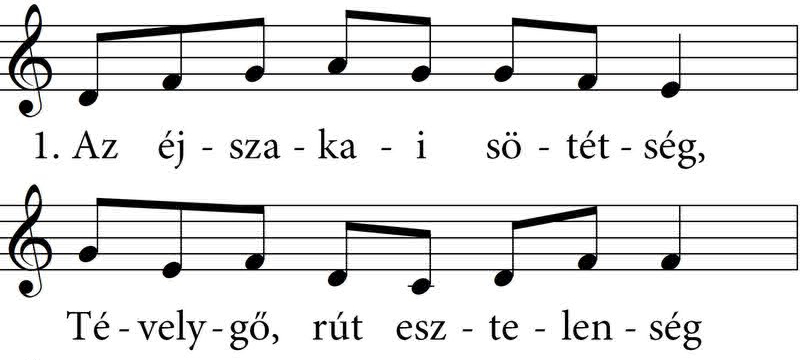 1. Az éj - sza - ka - i sö - tét - ség,
Té - vely - gő, rút esz - te - len - ség